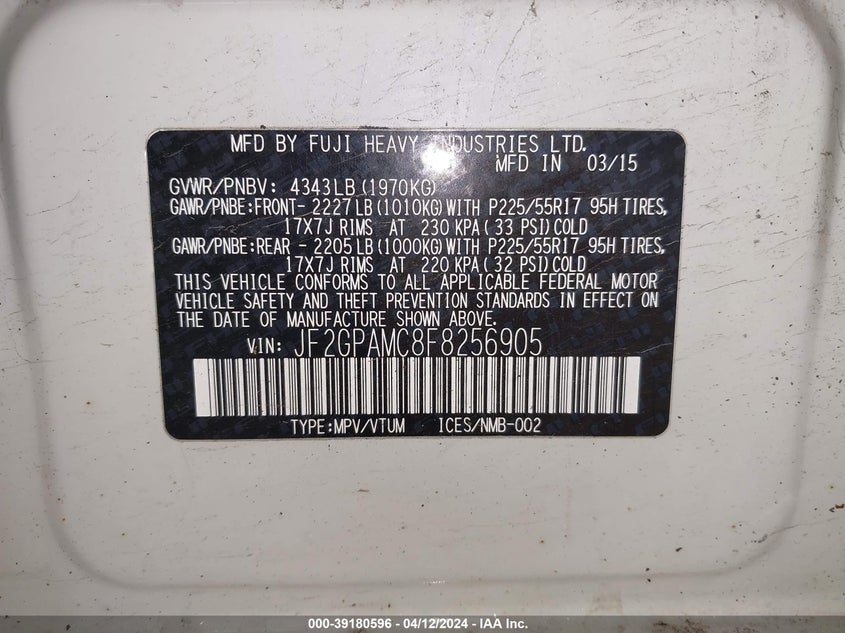 MFD BY FUJI HEAVY INDUSTRIES LTD.
MFD IN 03/15
GVWR/PNBV: 4343LB(1970KG)
GAWR/PNBE:FRONT- 2227LB(1010KG)WITH P225/55R17 95H TIRES,
17X7J RIMS AT 230 KPA( 33 PSI)COLD
GAWR/PNBE:REAR - 2205LB(1000KG)WITH P225/55R17 95H TIRES,
17X7J RIMS AT 220 KPA( 32 PSI)COLD
THIS VEHICLE CONFORMS TO ALL APPLICABLE FEDERAL MOTOR
VEHICLE SAFETY AND THEFT PREVENTION STANDARDS IN EFFECT ON
THE DATE OF MANUFACTURE SHOWN ABOVE.
VIN: JF2GPAMC8F8256905
TYPE:MPV/VTUM ICES/NMB-002
000-39180596 - 04/12/2024 - IAA Inc.